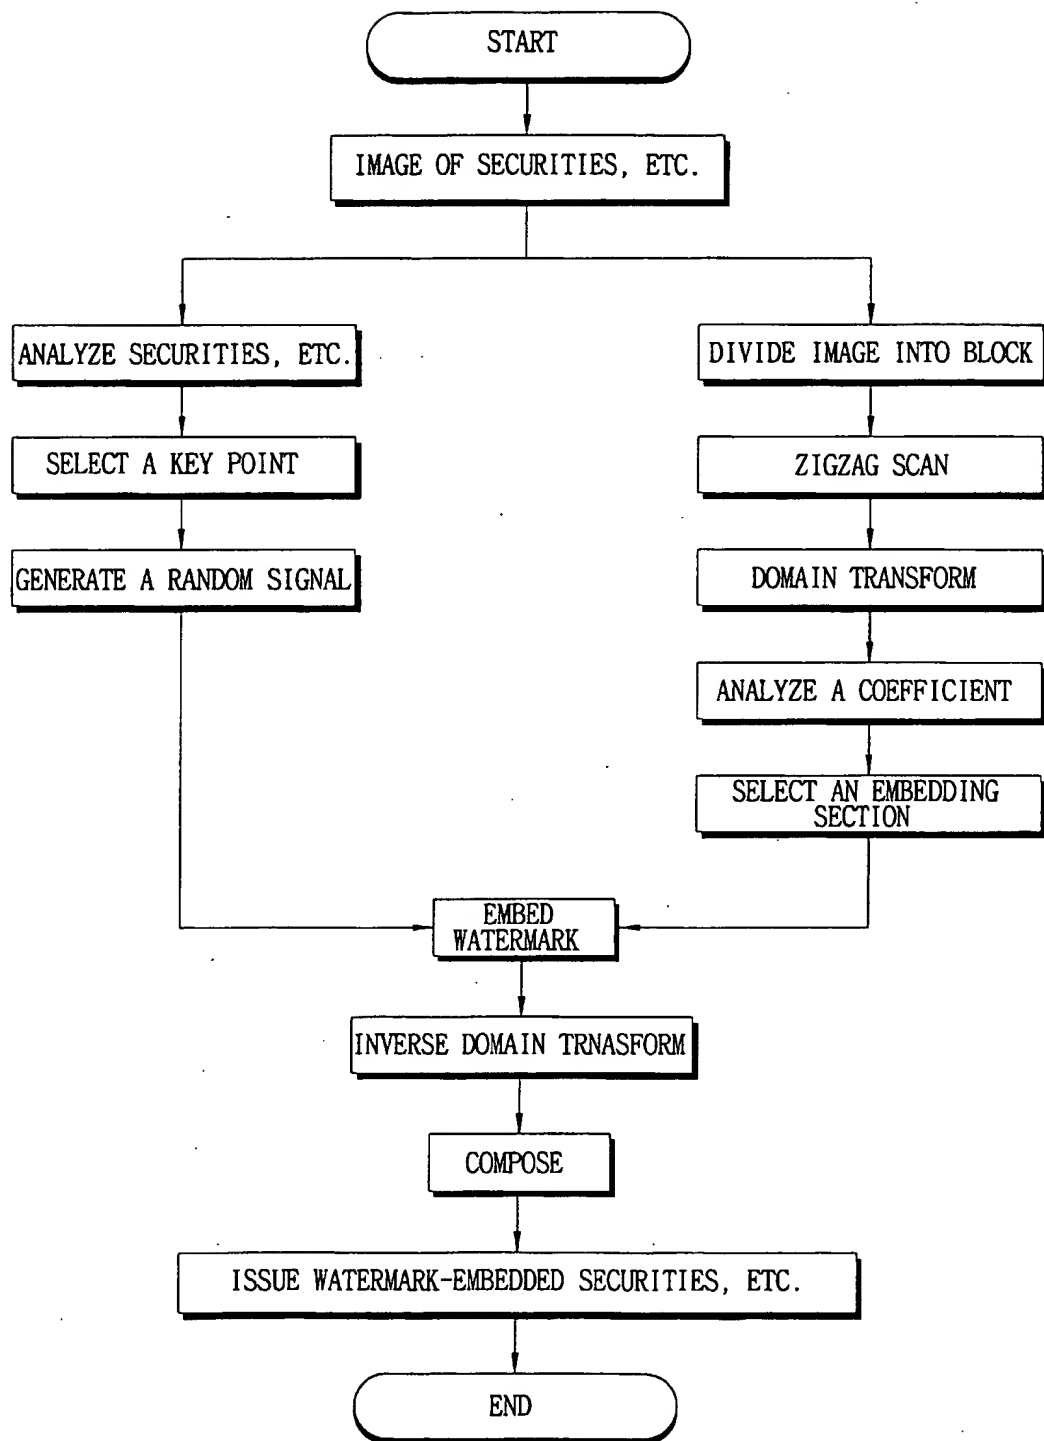 START
IMAGE OF SECURITIES, ETC.
ANALYZE SECURITIES, ETC.
SELECT A KEY POINT
GENERATE A RANDOM SIGNAL
DIVIDE IMAGE INTO BLOCK
ZIGZAG SCAN
DOMAIN TRANSFORM
ANALYZE A COEFFICIENT
SELECT AN EMBEDDING
SECTION
EMBED
WATERMARK
INVERSE DOMAIN TRNASFORM
COMPOSE
ISSUE WATERMARK-EMBEDDED SECURITIES, ETC.
END